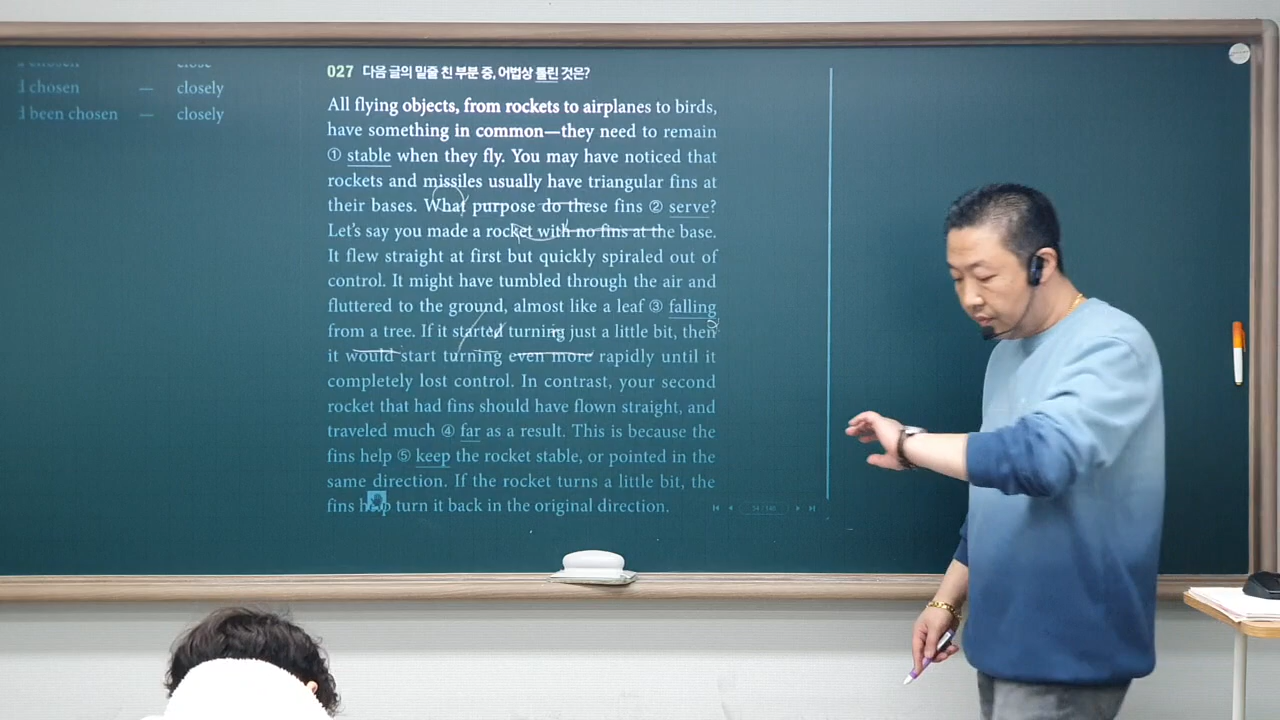 chosen close
chosen — closely
been chosen — closely
027 다음 글의 밑줄 친 부분 중, 어법상 틀린 것은?
All flying objects, from rockets to airplanes to birds,
have something in common—they need to remain
① stable when they fly. You may have noticed that
rockets and missiles usually have triangular fins at
their bases. What purpose do these fins ② serve?
Let's say you made a rocket with no fins at the base.
It flew straight at first but quickly spiraled out of
control. It might have tumbled through the air and
fluttered to the ground, almost like a leaf ③ falling
from a tree. If it started turning just a little bit, then
it would start turning even more rapidly until it
completely lost control. In contrast, your second
rocket that had fins should have flown straight, and
traveled much ④ far as a result. This is because the
fins help ⑤ keep the rocket stable, or pointed in the
same direction. If the rocket turns a little bit, the
fins help turn it back in the original direction.